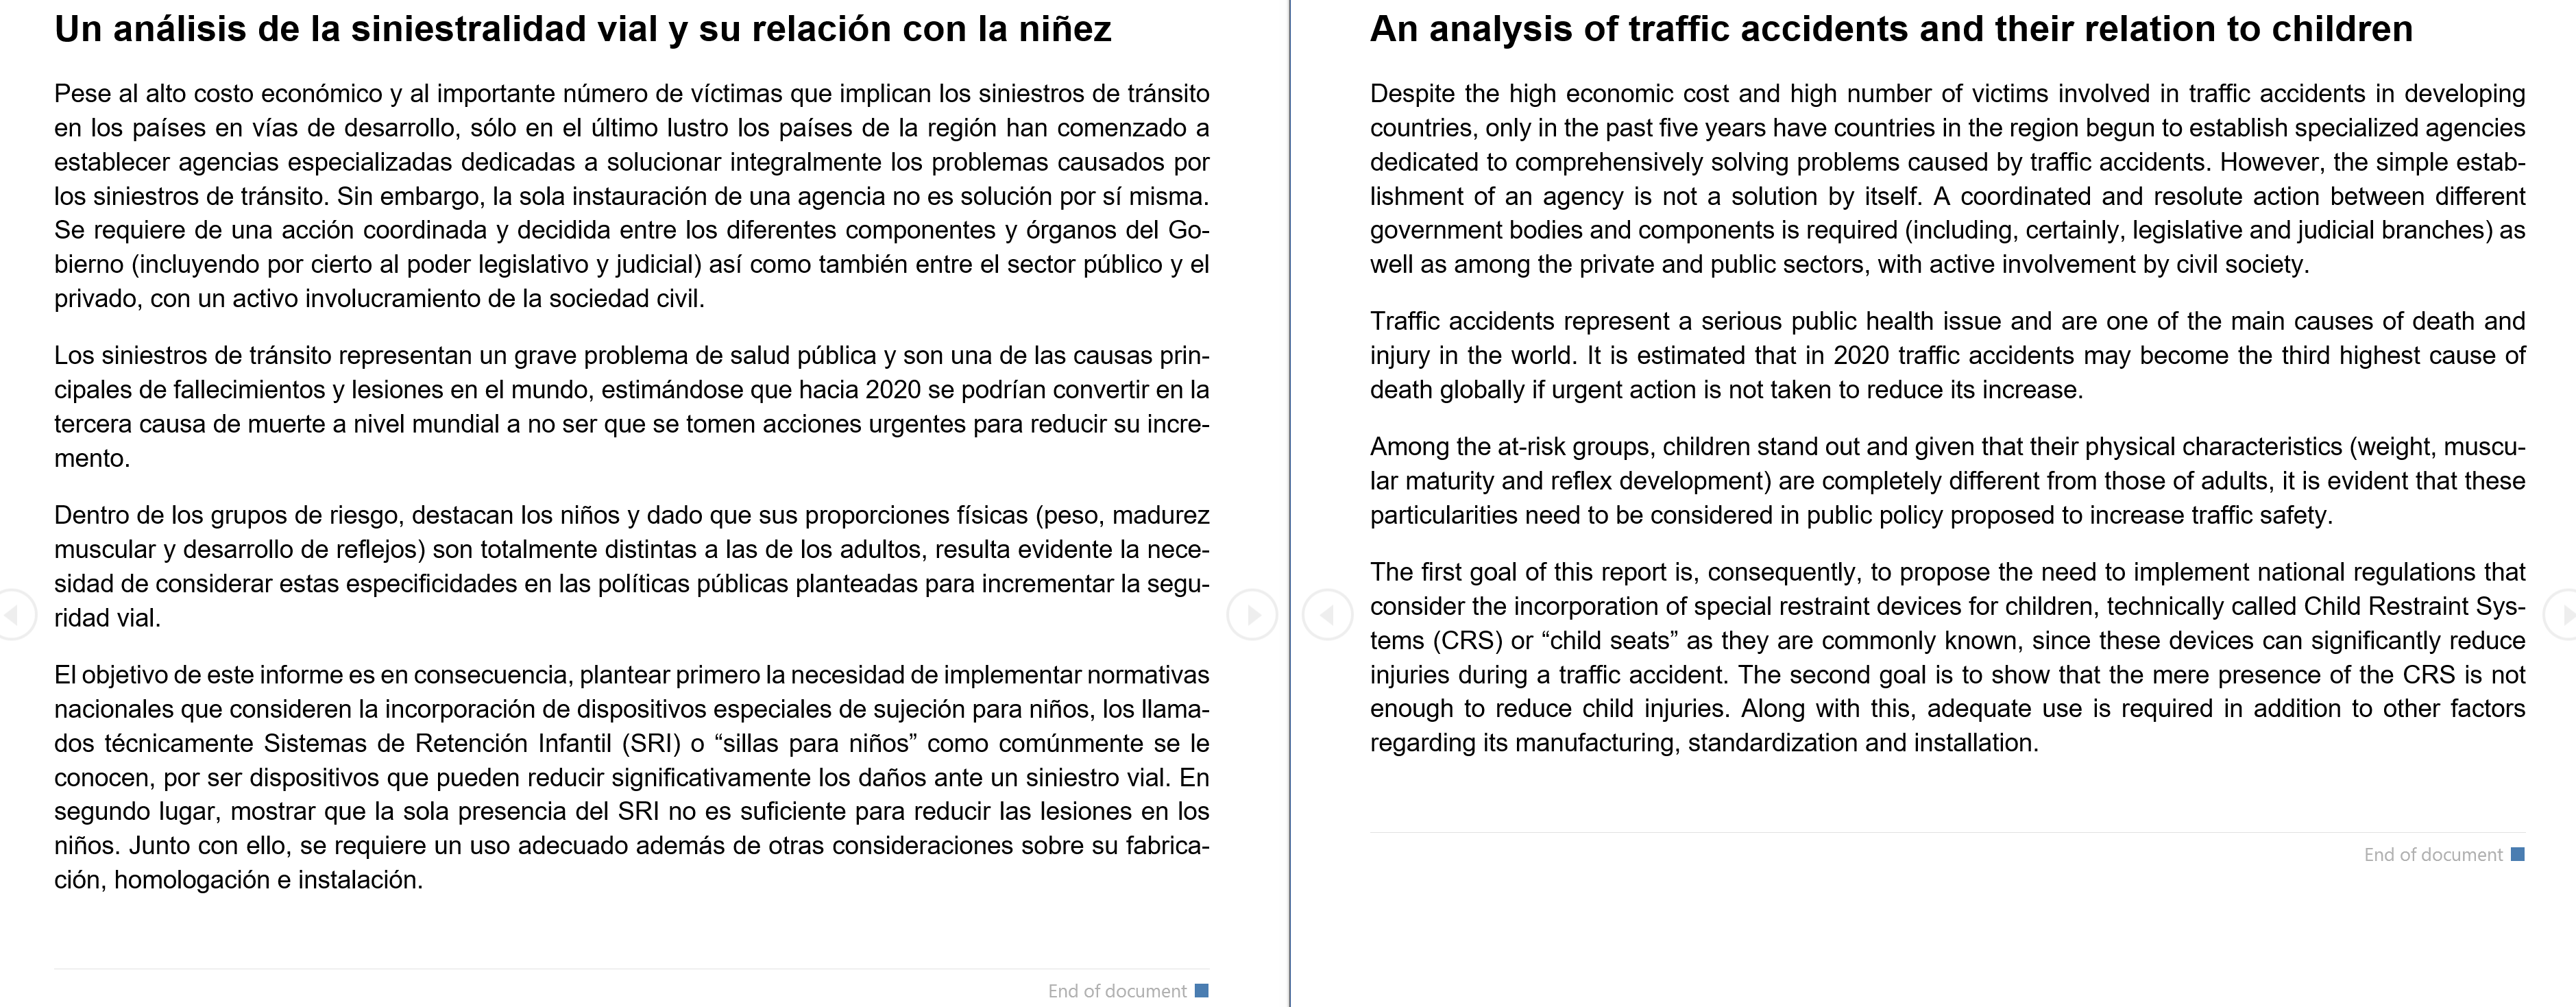 Un análisis de la siniestralidad vial y su relación con la niñez
Pese al alto costo económico y al importante número de víctimas que implican los siniestros de tránsito
en los países en vías de desarrollo, sólo en el último lustro los países de la región han comenzado a
establecer agencias especializadas dedicadas a solucionar integralmente los problemas causados por
los siniestros de tránsito. Sin embargo, la sola instauración de una agencia no es solución por sí misma.
Se requiere de una acción coordinada y decidida entre los diferentes componentes y órganos del Go-
bierno (incluyendo por cierto al poder legislativo y judicial) así como también entre el sector público y el
privado, con un activo involucramiento de la sociedad civil.
Los siniestros de tránsito representan un grave problema de salud pública y son una de las causas prin-
cipales de fallecimientos y lesiones en el mundo, estimándose que hacia 2020 se podrían convertir en la
tercera causa de muerte a nivel mundial a no ser que se tomen acciones urgentes para reducir su incre-
mento.
Dentro de los grupos de riesgo, destacan los niños y dado que sus proporciones físicas (peso, madurez
muscular y desarrollo de reflejos) son totalmente distintas a las de los adultos, resulta evidente la nece-
sidad de considerar estas especificidades en las políticas públicas planteadas para incrementar la segu-
ridad vial.
El objetivo de este informe es en consecuencia, plantear primero la necesidad de implementar normativas
nacionales que consideren la incorporación de dispositivos especiales de sujeción para niños, los llama-
dos técnicamente Sistemas de Retención Infantil (SRI) o “sillas para niños” como comúnmente se le
conocen, por ser dispositivos que pueden reducir significativamente los daños ante un siniestro vial. En
segundo lugar, mostrar que la sola presencia del SRI no es suficiente para reducir las lesiones en los
niños. Junto con ello, se requiere un uso adecuado además de otras consideraciones sobre su fabrica-
ción, homologación e instalación.
End of document
An analysis of traffic accidents and their relation to children
Despite the high economic cost and high number of victims involved in traffic accidents in developing
countries, only in the past five years have countries in the region begun to establish specialized agencies
dedicated to comprehensively solving problems caused by traffic accidents. However, the simple estab-
lishment of an agency is not a solution by itself. A coordinated and resolute action between different
government bodies and components is required (including, certainly, legislative and judicial branches) as
well as among the private and public sectors, with active involvement by civil society.
Traffic accidents represent a serious public health issue and are one of the main causes of death and
injury in the world. It is estimated that in 2020 traffic accidents may become the third highest cause of
death globally if urgent action is not taken to reduce its increase.
Among the at-risk groups, children stand out and given that their physical characteristics (weight, muscu-
lar maturity and reflex development) are completely different from those of adults, it is evident that these
particularities need to be considered in public policy proposed to increase traffic safety.
The first goal of this report is, consequently, to propose the need to implement national regulations that
consider the incorporation of special restraint devices for children, technically called Child Restraint Sys-
tems (CRS) or “child seats” as they are commonly known, since these devices can significantly reduce
injuries during a traffic accident. The second goal is to show that the mere presence of the CRS is not
enough to reduce child injuries. Along with this, adequate use is required in addition to other factors
regarding its manufacturing, standardization and installation.
End of document